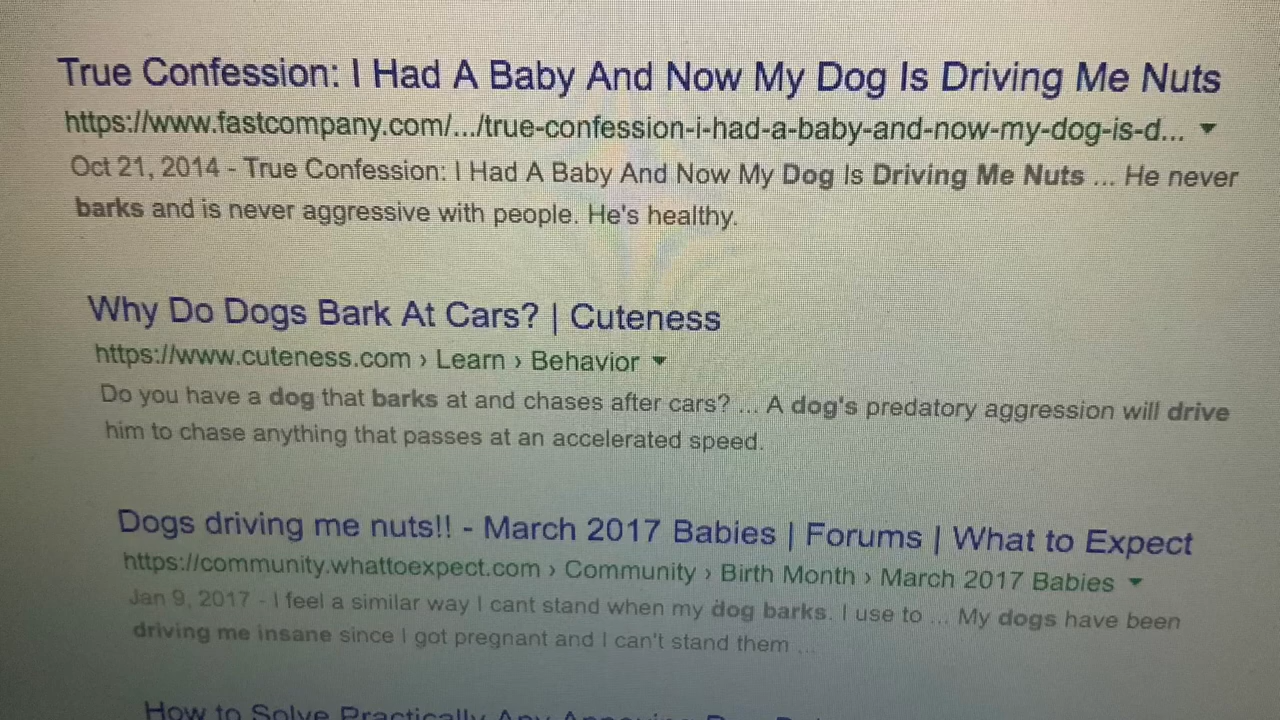 True Confession: I Had A Baby And Now My Dog Is Driving Me Nuts
https://www.fastcompany.com/.../true-confession-i-had-a-baby-and-now-my-dog-is-d...
Oct 21, 2014 - True Confession: I Had A Baby And Now My Dog Is Driving Me Nuts ... He never
barks and is never aggressive with people. He's healthy.
Why Do Dogs Bark At Cars? | Cuteness
https://www.cuteness.com › Learn › Behavior
Do you have a dog that barks at and chases after cars? ... A dog's predatory aggression will drive
him to chase anything that passes at an accelerated speed.
Dogs driving me nuts!! - March 2017 Babies | Forums | What to Expect
https://community.whattoexpect.com › Community › Birth Month › March 2017 Babies
Jan 9, 2017 - I feel a similar way I cant stand when my dog barks. I use to ... My dogs have been
driving me insane since I got pregnant and I can't stand them ...
How to Solve Practically Any